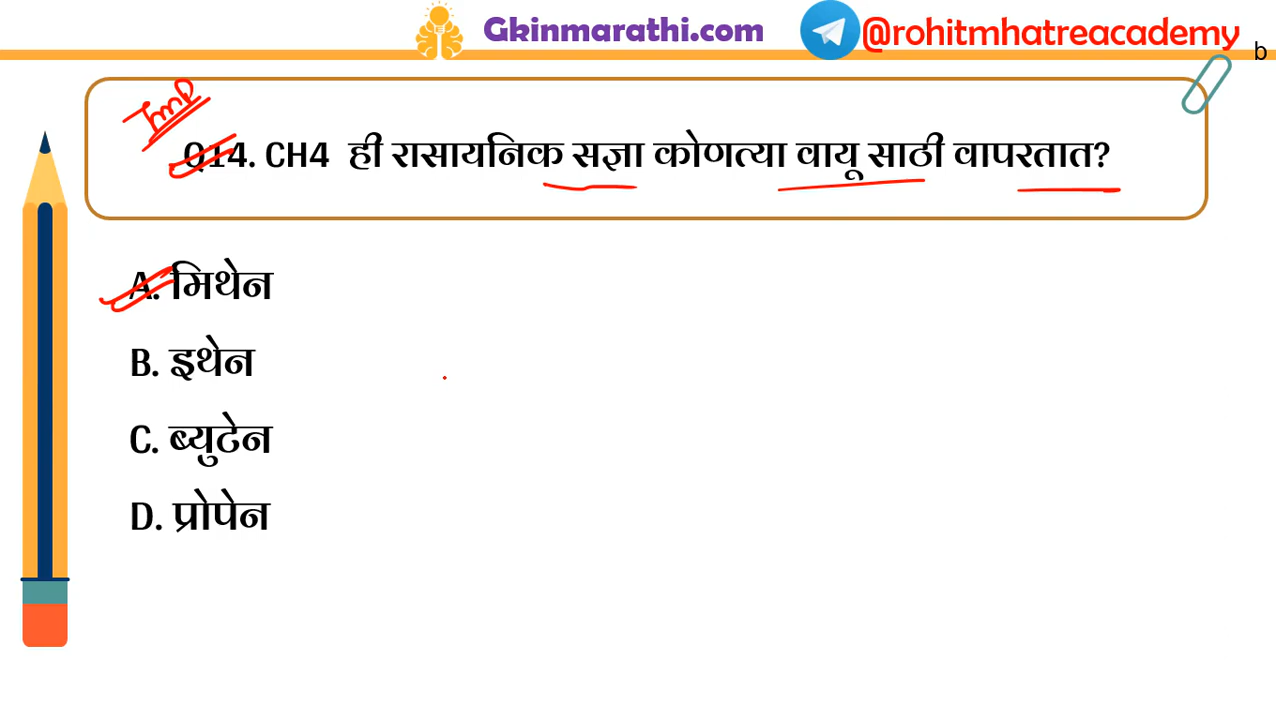 Gkinmarathi.com
@rohitmhatreacademy
b
Imp
Q14. CH4 ही रासायनिक सज्ञा कोणत्या वायू साठी वापरतात?
A. मिथेन
B. इथेन
C. ब्युटेन
D. प्रोपेन